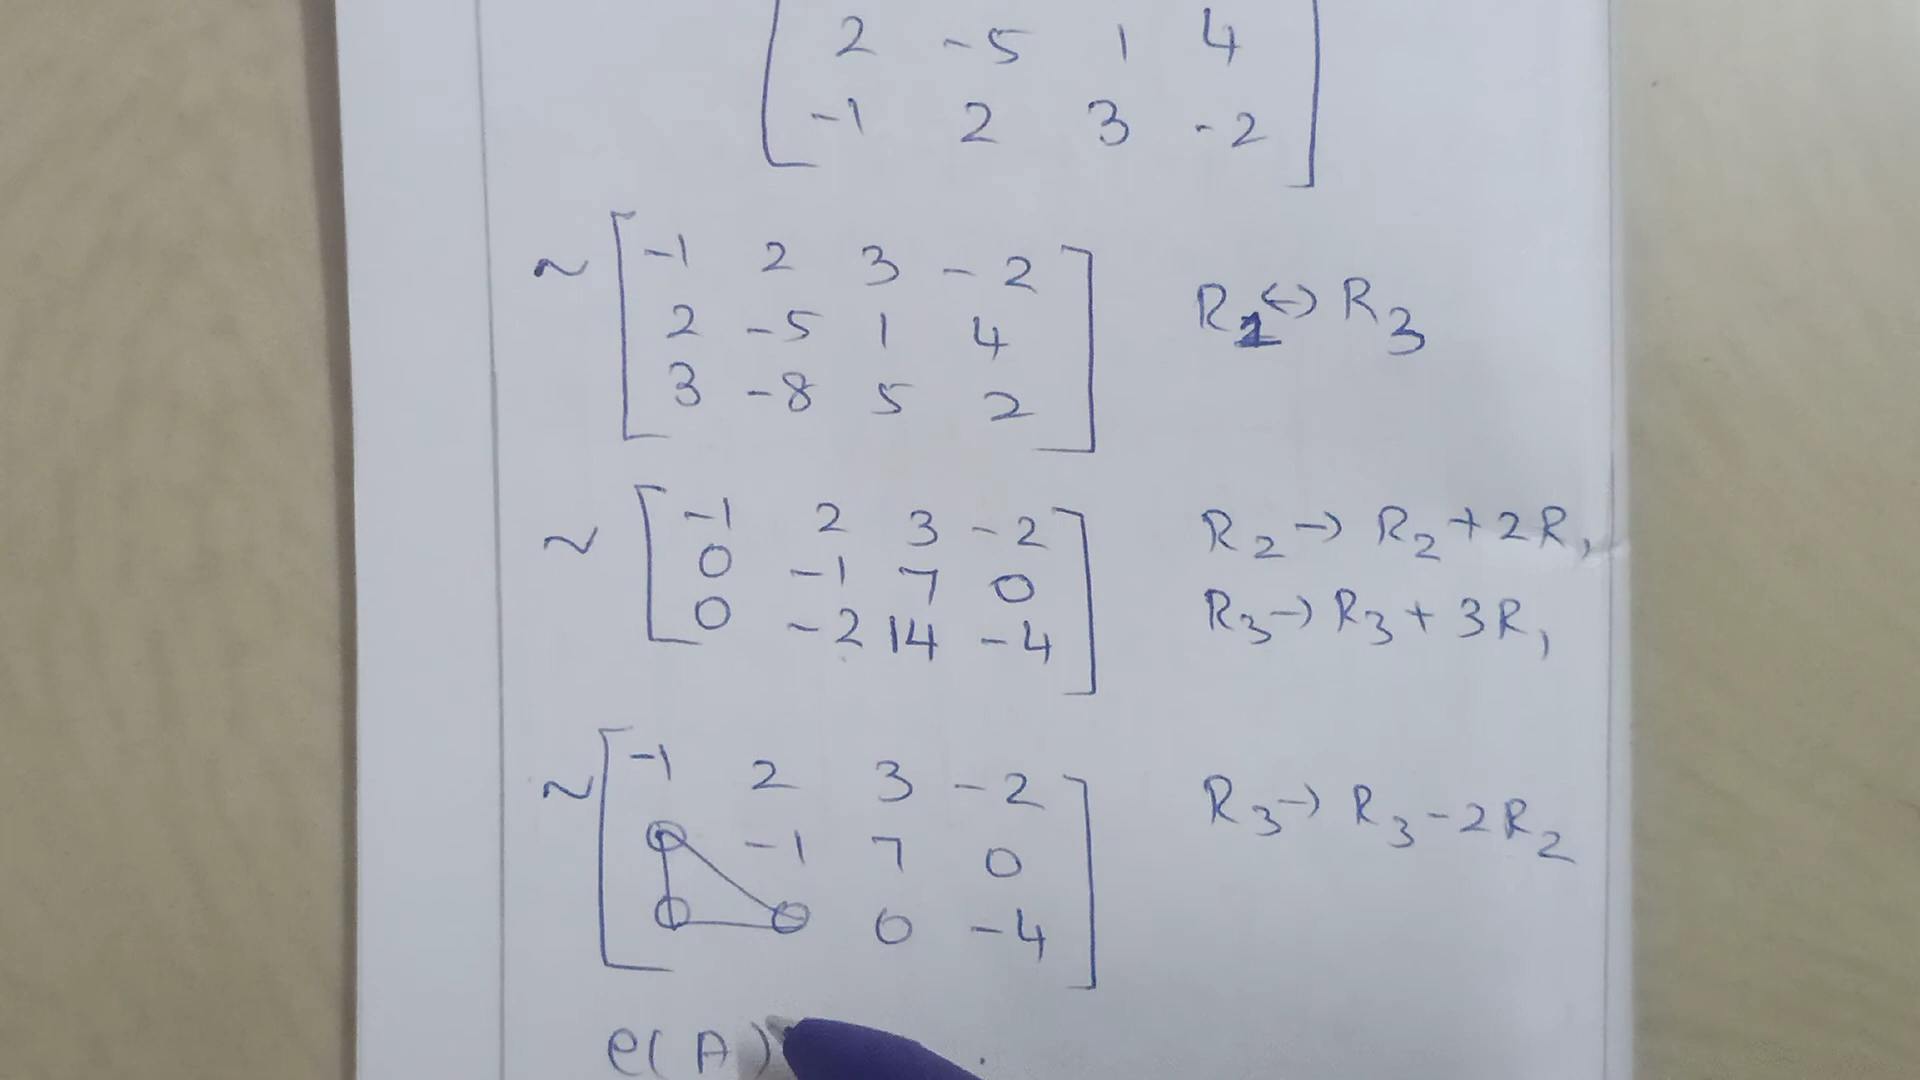 2 -5 1 4
-1 2 3 -2
~ -1 2 3 -2 R1↔R3
2 -5 1 4
3 -8 5 2
~ -1 2 3 -2 R2→R2+2R1
0 -1 7 0
0 -2 14 -4 R3→R3+3R1
~ -1 2 3 -2 R3→R3-2R2
0 -1 7 0
0 0 0 -4
ρ(A)